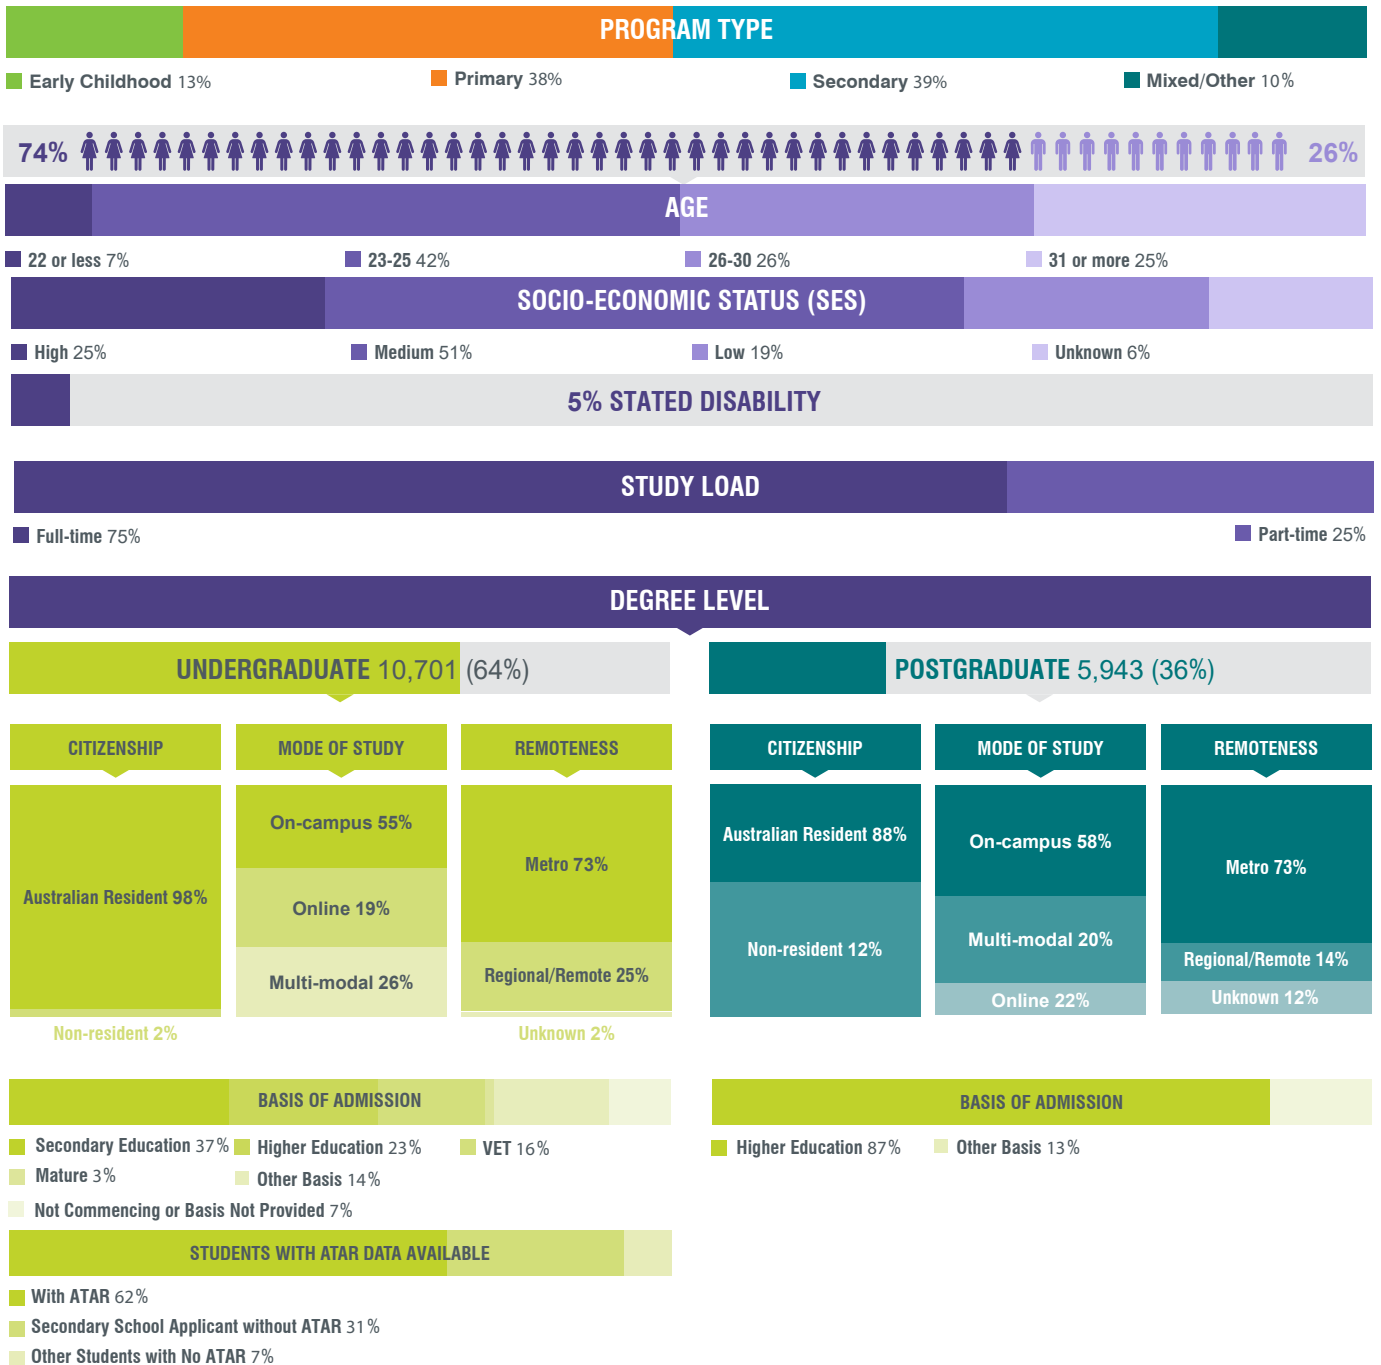 PROGRAM TYPE
Early Childhood 13%
Primary 38%
Secondary 39%
Mixed/Other 10%
74%
26%
AGE
22 or less 7%
23-25 42%
26-30 26%
31 or more 25%
SOCIO-ECONOMIC STATUS (SES)
High 25%
Medium 51%
Low 19%
Unknown 6%
5% STATED DISABILITY
STUDY LOAD
Full-time 75%
Part-time 25%
DEGREE LEVEL
UNDERGRADUATE 10,701 (64%)
CITIZENSHIP
Australian Resident 98%
Non-resident 2%
MODE OF STUDY
On-campus 55%
Online 19%
Multi-modal 26%
REMOTENESS
Metro 73%
Regional/Remote 25%
Unknown 2%
BASIS OF ADMISSION
Secondary Education 37%
Higher Education 23%
VET 16%
Mature 3%
Other Basis 14%
Not Commencing or Basis Not Provided 7%
STUDENTS WITH ATAR DATA AVAILABLE
With ATAR 62%
Secondary School Applicant without ATAR 31%
Other Students with No ATAR 7%
POSTGRADUATE 5,943 (36%)
CITIZENSHIP
Australian Resident 88%
Non-resident 12%
MODE OF STUDY
On-campus 58%
Multi-modal 20%
Online 22%
REMOTENESS
Metro 73%
Regional/Remote 14%
Unknown 12%
BASIS OF ADMISSION
Higher Education 87%
Other Basis 13%